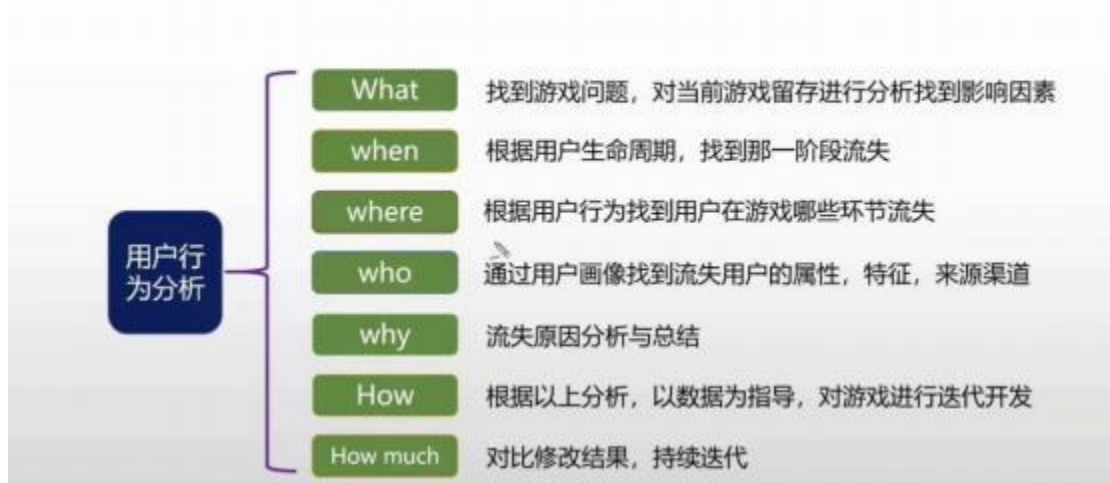 What 找到游戏问题，对当前游戏留存进行分析找到影响因素
when 根据用户生命周期，找到那一阶段流失
where 根据用户行为找到用户在游戏哪些环节流失
用户行
为分析
who 通过用户画像找到流失用户的属性，特征，来源渠道
why 流失原因分析与总结
How 根据以上分析，以数据为指导，对游戏进行迭代开发
How much 对比修改结果，持续迭代